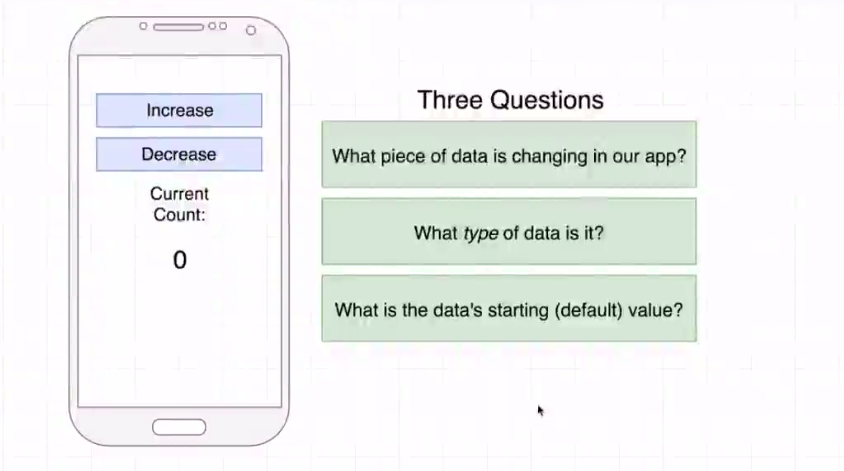 Increase
Decrease
Current
Count:
0
Three Questions
What piece of data is changing in our app?
What type of data is it?
What is the data's starting (default) value?